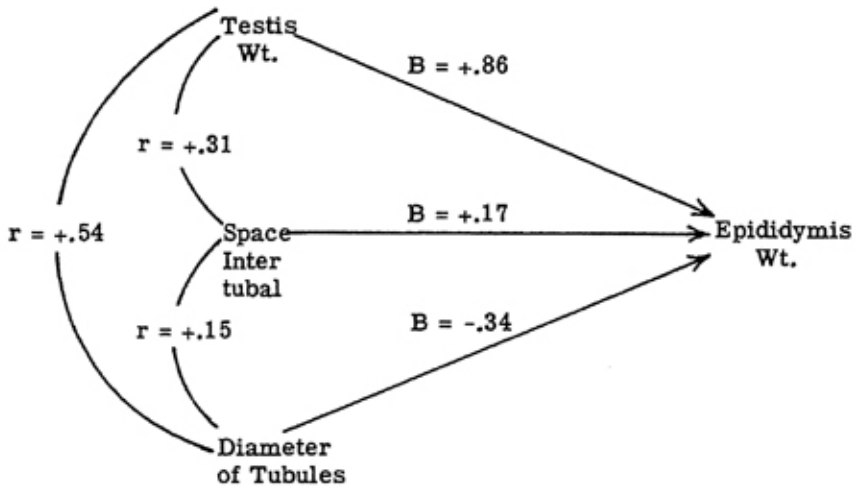 Testis
Wt.
B = +.86
r = +.31
r = +.54
Space
Inter
tubal
B = +.17
Epididymis
Wt.
r = +.15
B = -.34
Diameter
of Tubules